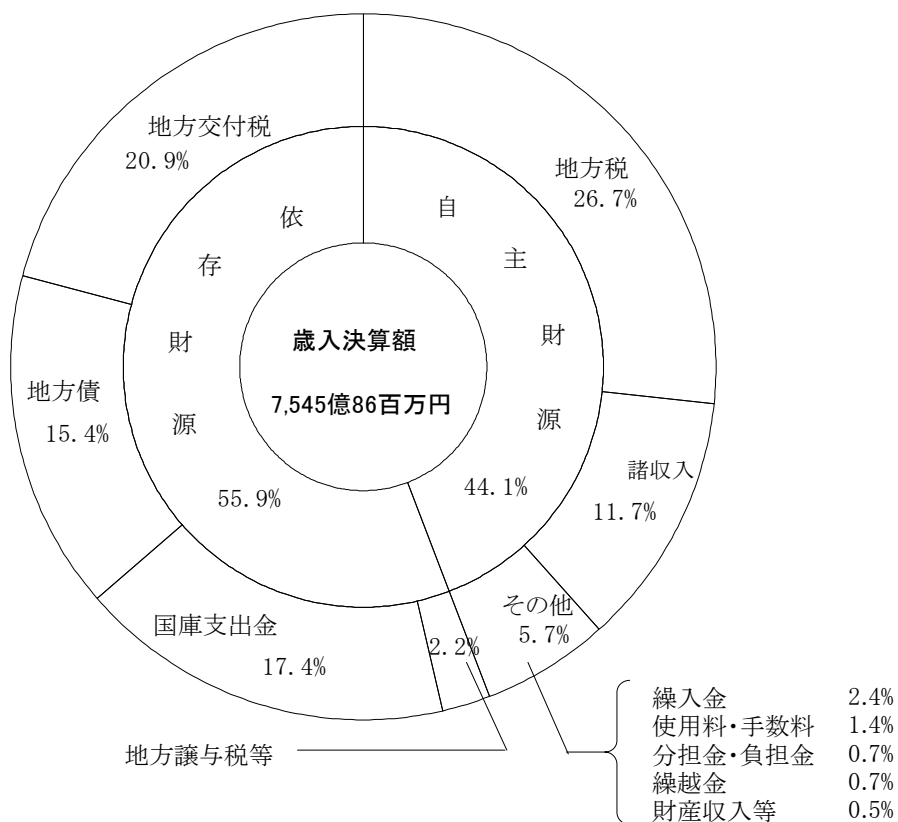 地方交付税
20.9%
地方税
26.7%
依存財源
55.9%
自主財源
44.1%
歳入決算額
7,545億86百万円
地方債
15.4%
諸収入
11.7%
その他
5.7%
国庫支出金
17.4%
2.2%
地方譲与税等
繰入金 2.4%
使用料・手数料 1.4%
分担金・負担金 0.7%
繰越金 0.7%
財産収入等 0.5%